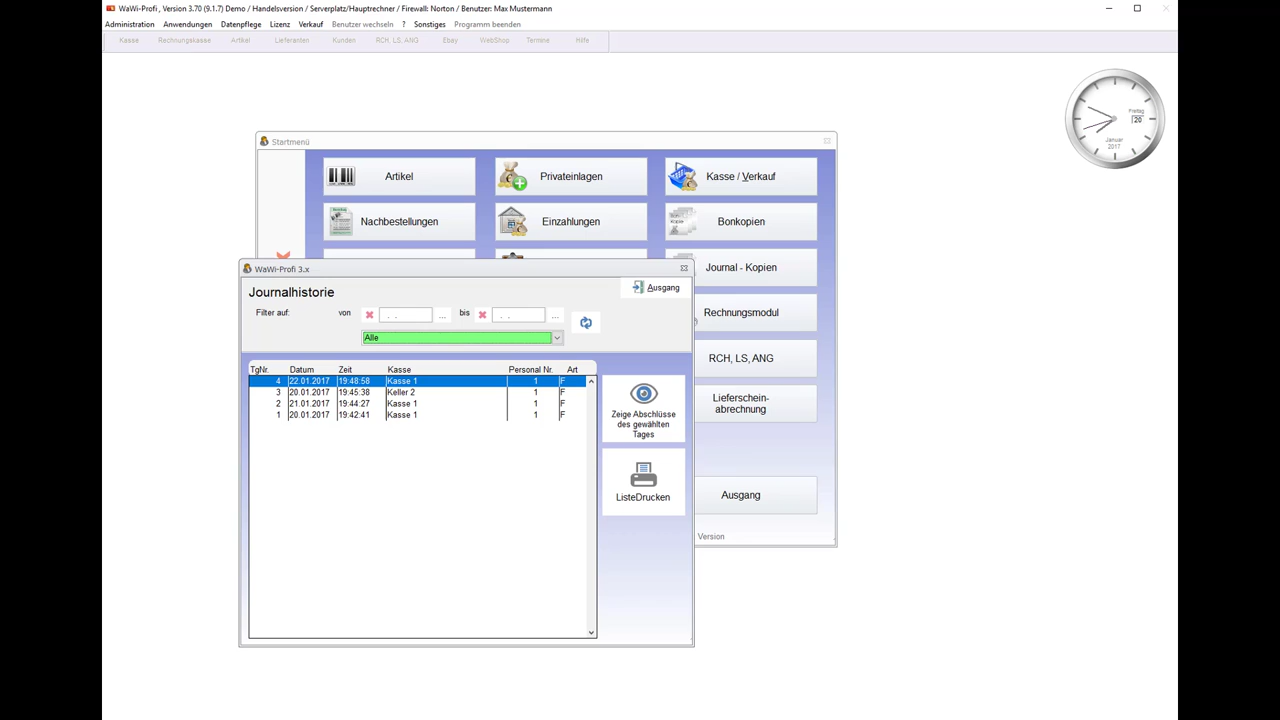 WaWi-Profi , Version 3.70 (9.1.7) Demo / Handelsversion / Serverplatz/Hauptrechner / Firewall: Norton / Benutzer: Max Mustermann
Administration Anwendungen Datenpflege Lizenz Verkauf Benutzer wechseln ? Sonstiges Programm beenden
Kasse Rechnungskasse Artikel Lieferanten Kunden RCH, LS, ANG Ebay WebShop Termine Hilfe
Freitag
20
Januar
2017
Startmenü
Artikel Privateinlagen Kasse / Verkauf
Nachbestellungen Einzahlungen Bonkopien
Journal - Kopien
Rechnungsmodul
RCH, LS, ANG
Lieferschein-
abrechnung
Ausgang
Version
WaWi-Profi 3.x
Journalhistorie
Ausgang
Filter auf: von . . ... bis . . ...
Alle
TgNr. Datum Zeit Kasse Personal Nr. Art
4 22.01.2017 19:48:58 Kasse 1 1 F
3 20.01.2017 19:45:38 Keller 2 1 F
2 21.01.2017 19:44:27 Kasse 1 1 F
1 20.01.2017 19:42:41 Kasse 1 1 F
Zeige Abschlüsse
des gewählten
Tages
ListeDrucken